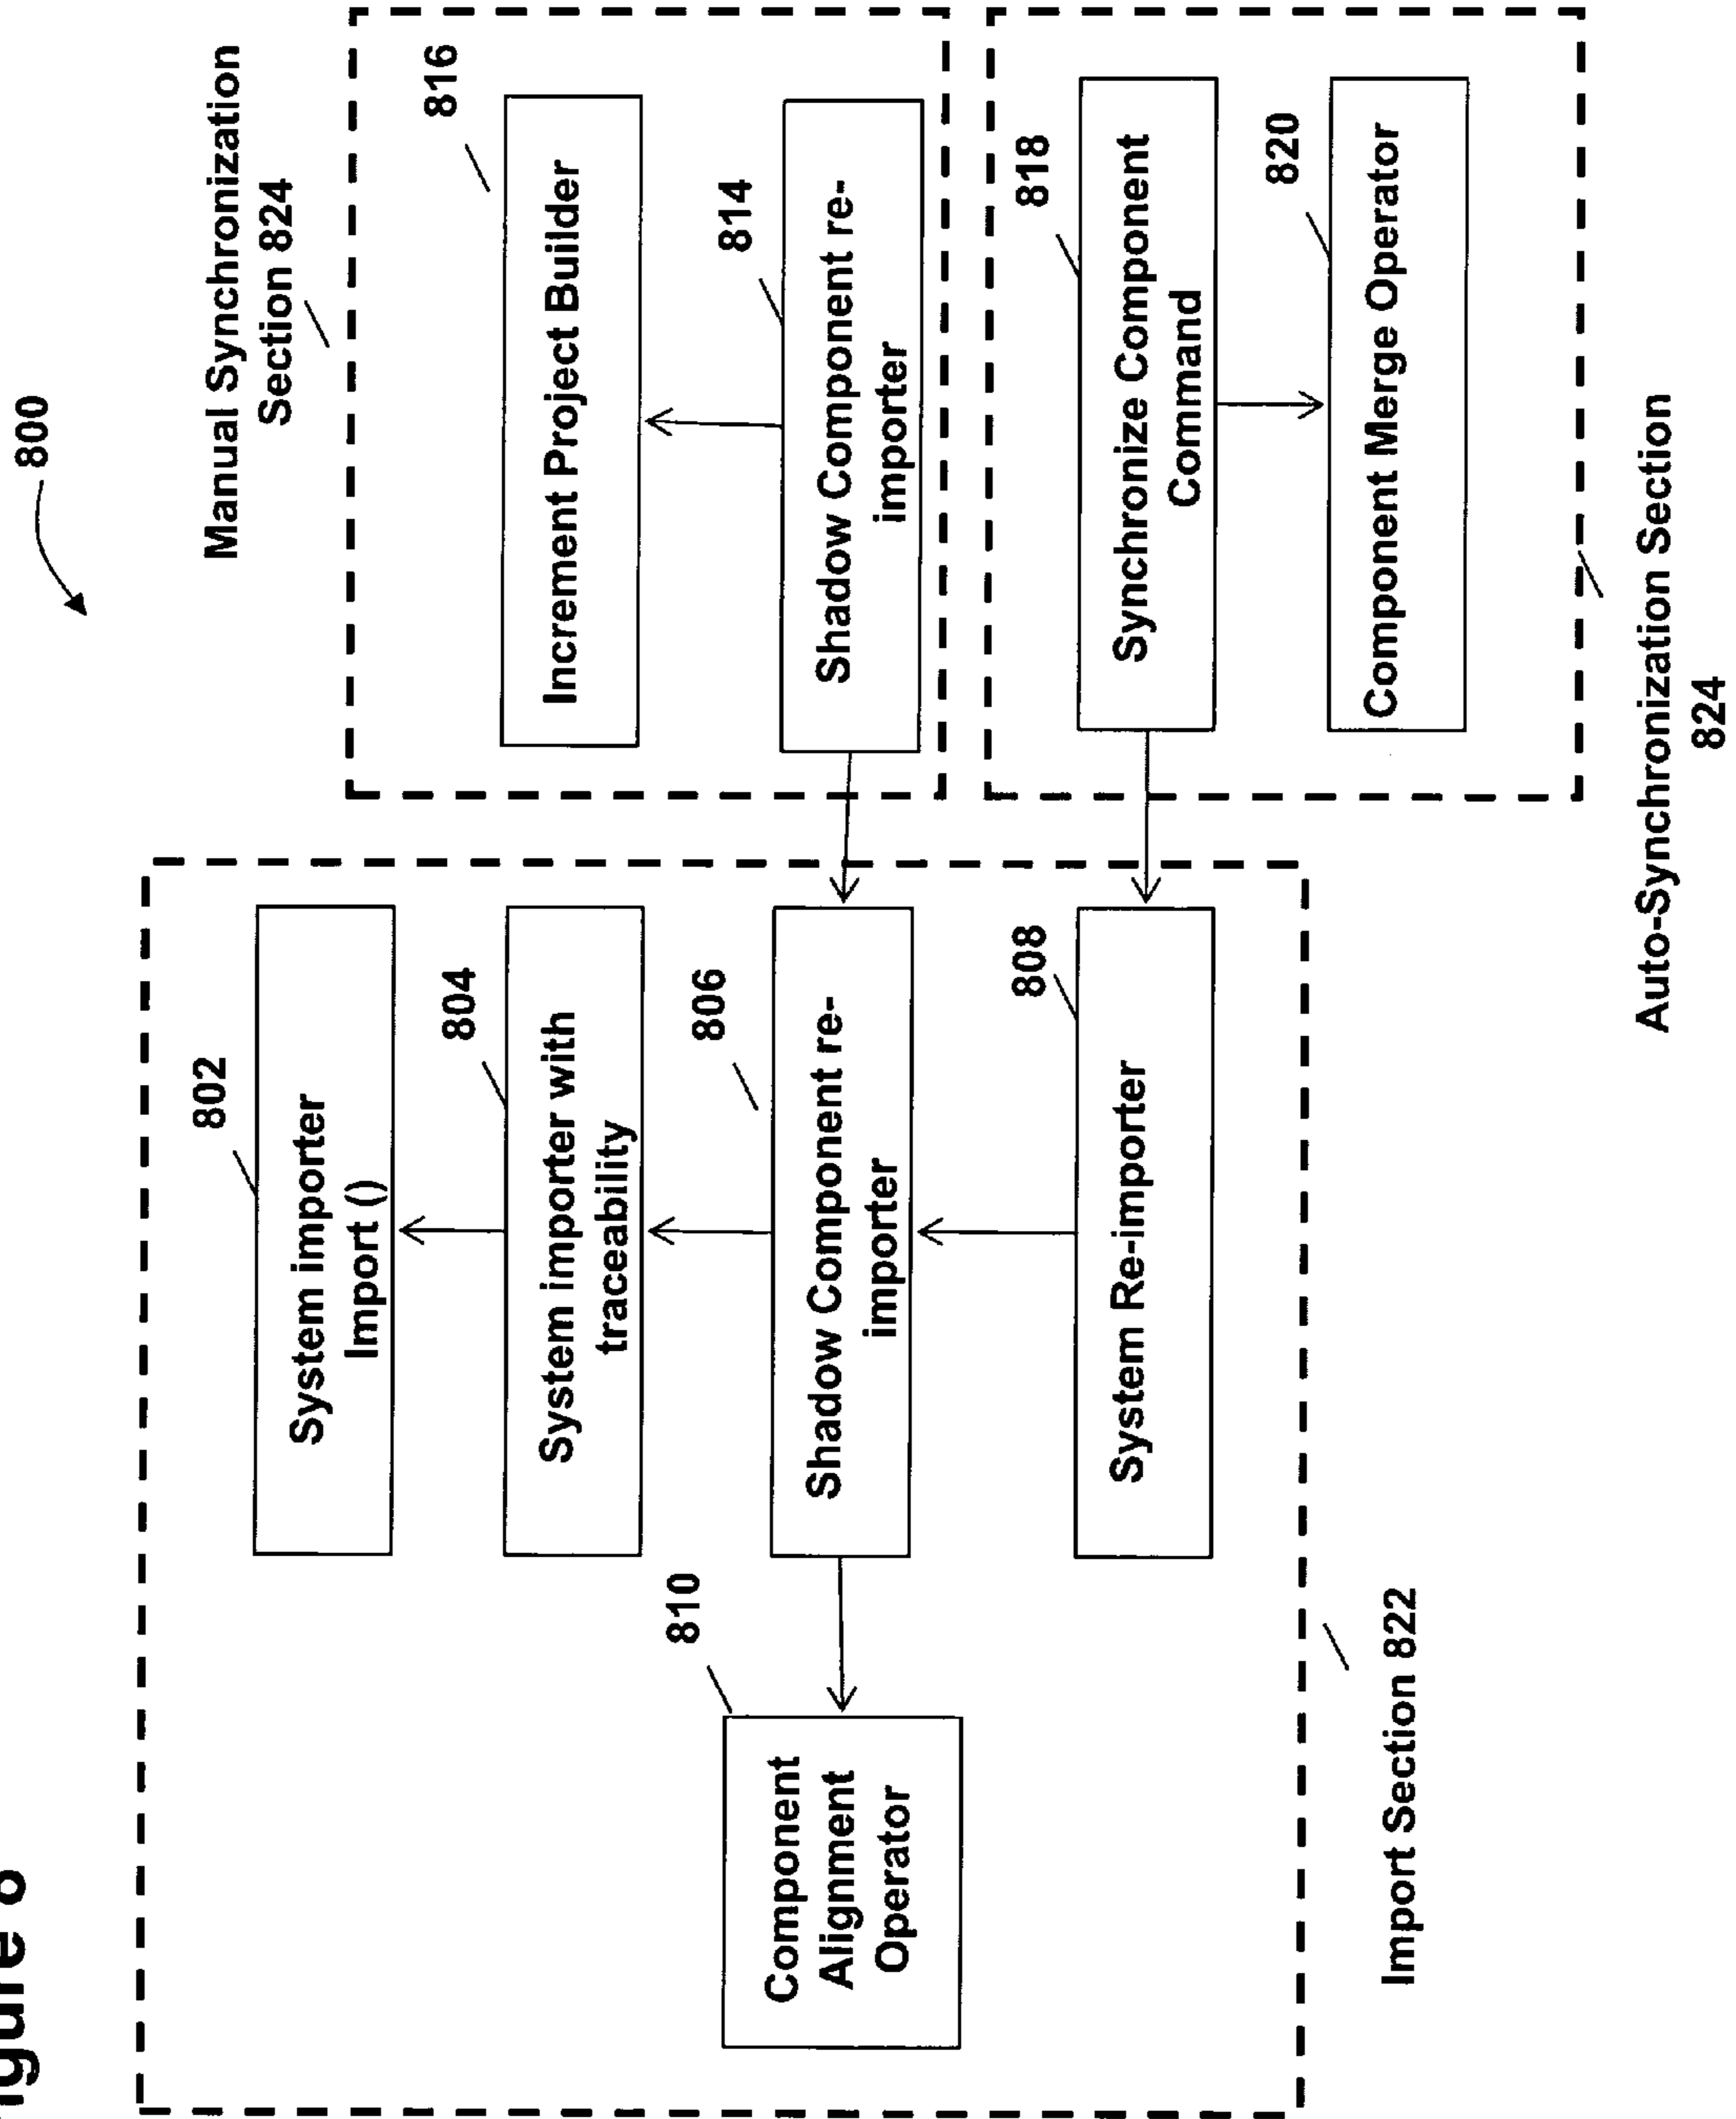 800
Manual Synchronization
Section 824
802
System importer
Import ()
816
Increment Project Builder
804
System importer with
traceability
810
Component
Alignment
Operator
806
Shadow Component re-
importer
814
Shadow Component re-
importer
808
System Re-importer
818
Synchronize Component
Command
820
Component Merge Operator
Import Section 822
Auto-Synchronization Section
824